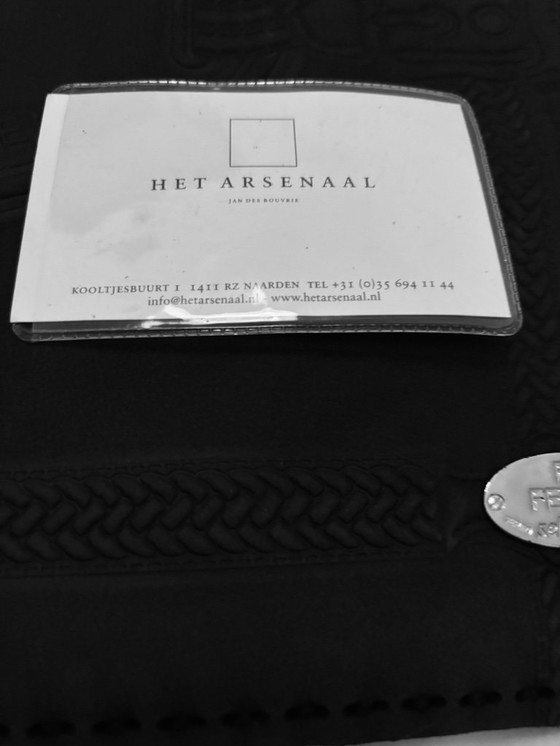 HET ARSENAAL
JAN DES BOUVRIE
KOOLTJESBUURT 1 1411 RZ NAARDEN TEL +31 (0)35 694 11 44
info@hetarsenaal.nl - www.hetarsenaal.nl